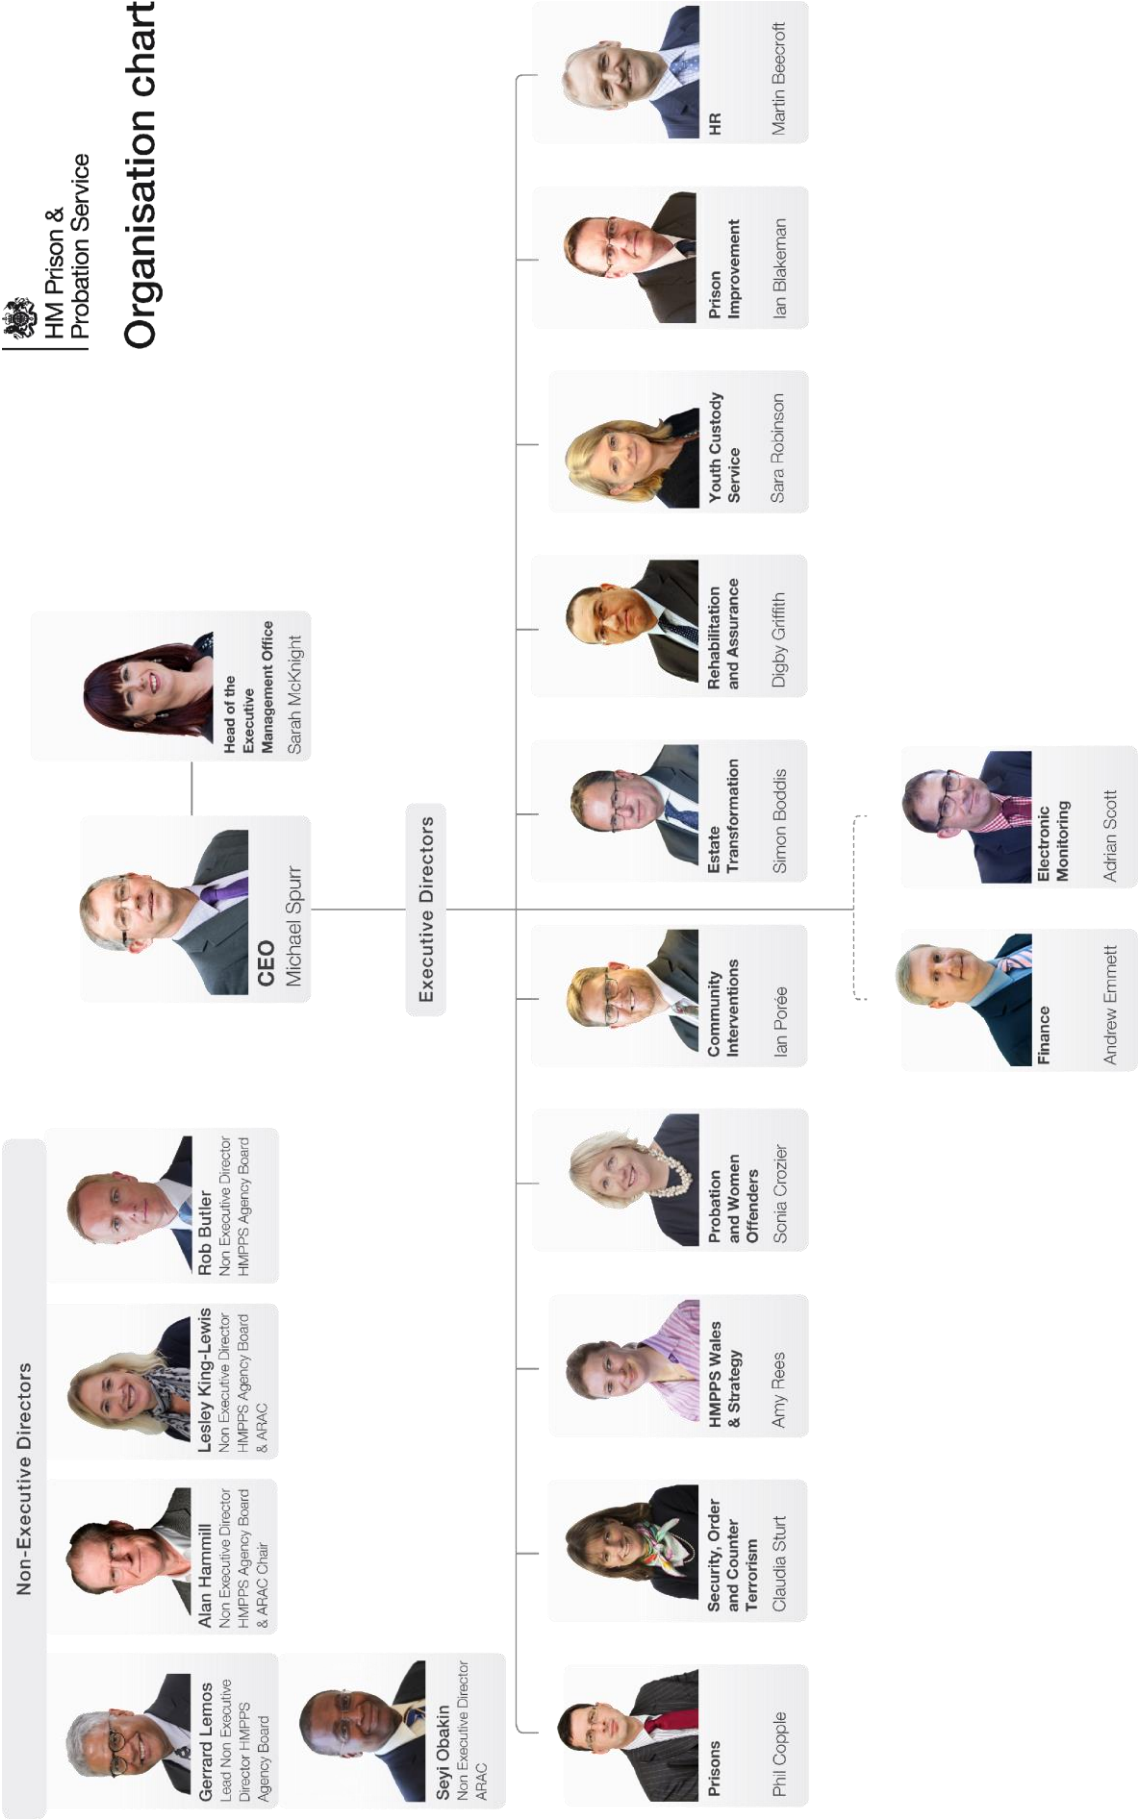 HM Prison &
Probation Service
Organisation chart
Non-Executive Directors
Gerrard Lemos
Lead Non Executive
Director HMPPS
Agency Board
Alan Hammill
Non Executive Director
HMPPS Agency Board
& ARAC Chair
Lesley King-Lewis
Non Executive Director
HMPPS Agency Board
& ARAC
Rob Butler
Non Executive Director
HMPPS Agency Board
Seyi Obakin
Non Executive Director
ARAC
CEO
Michael Spurr
Head of the
Executive
Management Office
Sarah McKnight
Executive Directors
Prisons
Phil Copple
Security, Order
and Counter
Terrorism
Claudia Sturt
HMPPS Wales
& Strategy
Amy Rees
Probation
and Women
Offenders
Sonia Crozier
Community
Interventions
Ian Porée
Estate
Transformation
Simon Boddis
Rehabilitation
and Assurance
Digby Griffith
Youth Custody
Service
Sara Robinson
Prison
Improvement
Ian Blakeman
HR
Martin Beecroft
Finance
Andrew Emmett
Electronic
Monitoring
Adrian Scott